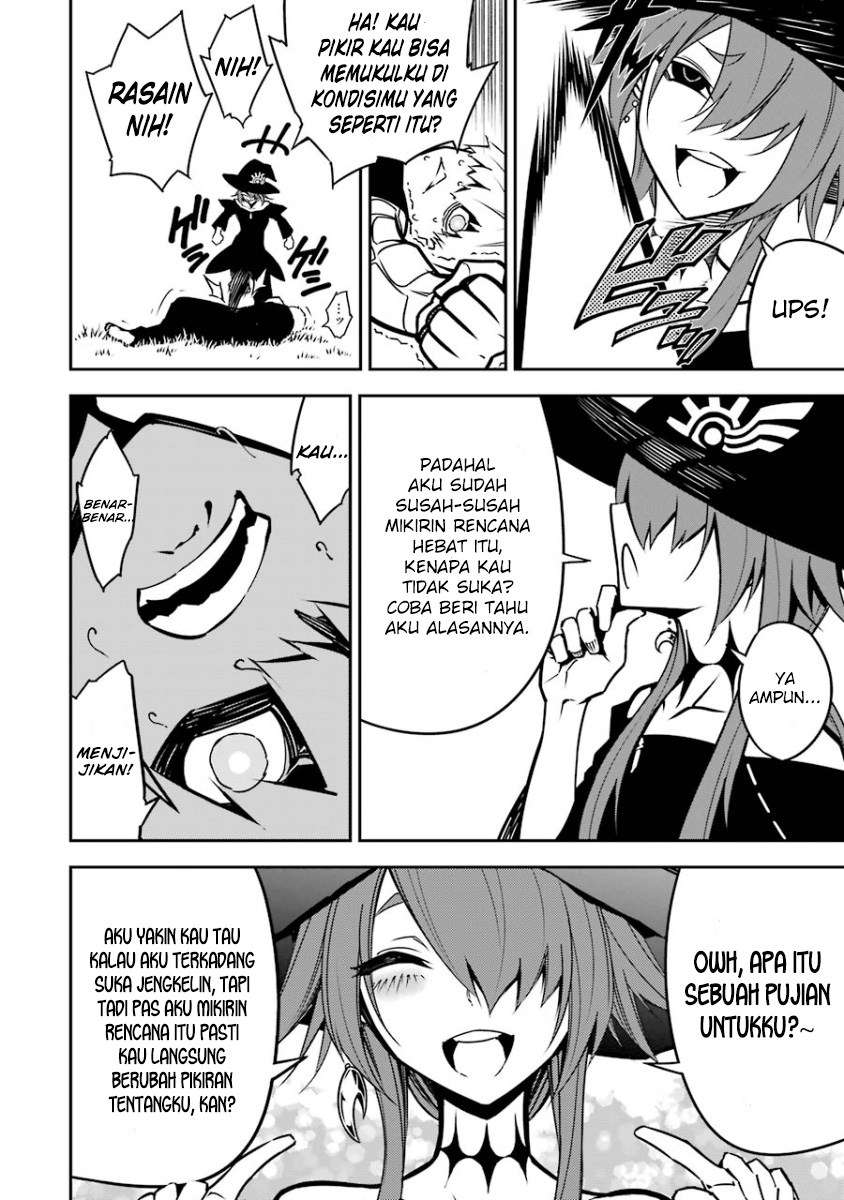 UPS!
HA! KAU
PIKIR KAU BISA
MEMUKULKU DI
KONDISIMU YANG
SEPERTI ITU?
NIH!
RASAIN
NIH!
YA
AMPUN...
PADAHAL
AKU SUDAH
SUSAH-SUSAH
MIKIRIN RENCANA
HEBAT ITU,
KENAPA KAU
TIDAK SUKA?
COBA BERI TAHU
AKU ALASANNYA.
KAU...
BENAR-
BENAR...
MENJI-
JIKAN!
OWH, APA ITU
SEBUAH PUJIAN
UNTUKKU?~
AKU YAKIN KAU TAU
KALAU AKU TERKADANG
SUKA JENGKELIN, TAPI
TADI PAS AKU MIKIRIN
RENCANA ITU PASTI
KAU LANGSUNG
BERUBAH PIKIRAN
TENTANGKU, KAN?